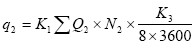 q₂ = K₁ ∑ Q₂ × N₂ × K₃ / 8×3600